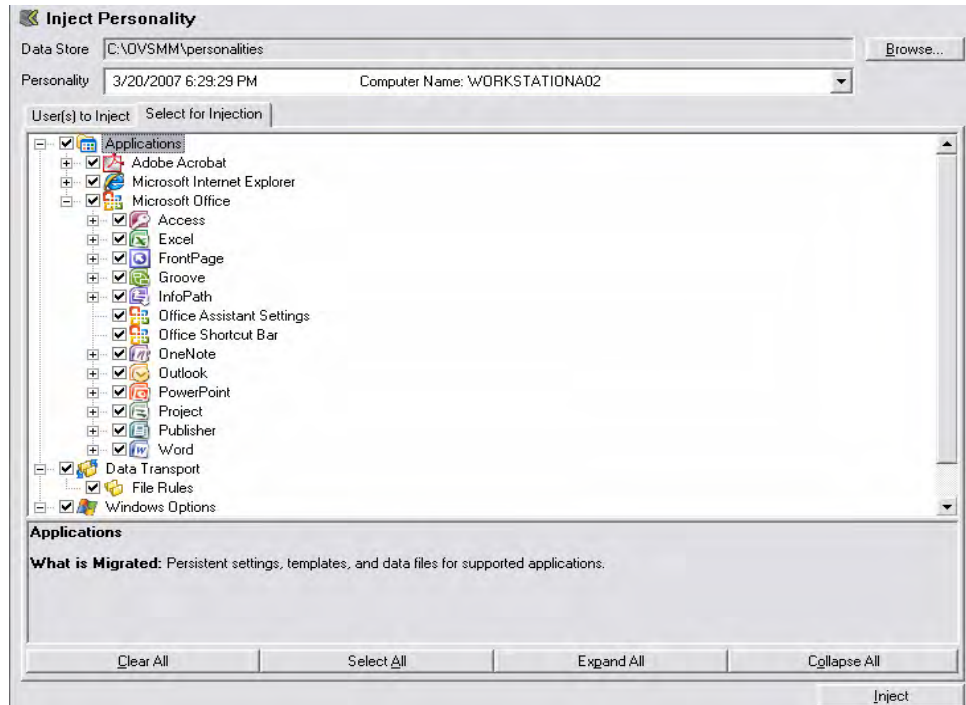 Inject Personality
Data Store C:\OVSMM\personalities Browse...
Personality 3/20/2007 6:29:29 PM Computer Name: WORKSTATIONA02
User(s) to Inject Select for Injection
Applications
Adobe Acrobat
Microsoft Internet Explorer
Microsoft Office
Access
Excel
FrontPage
Groove
InfoPath
Office Assistant Settings
Office Shortcut Bar
OneNote
Outlook
PowerPoint
Project
Publisher
Word
Data Transport
File Rules
Windows Options
Applications
What is Migrated: Persistent settings, templates, and data files for supported applications.
Clear All Select All Expand All Collapse All
Inject